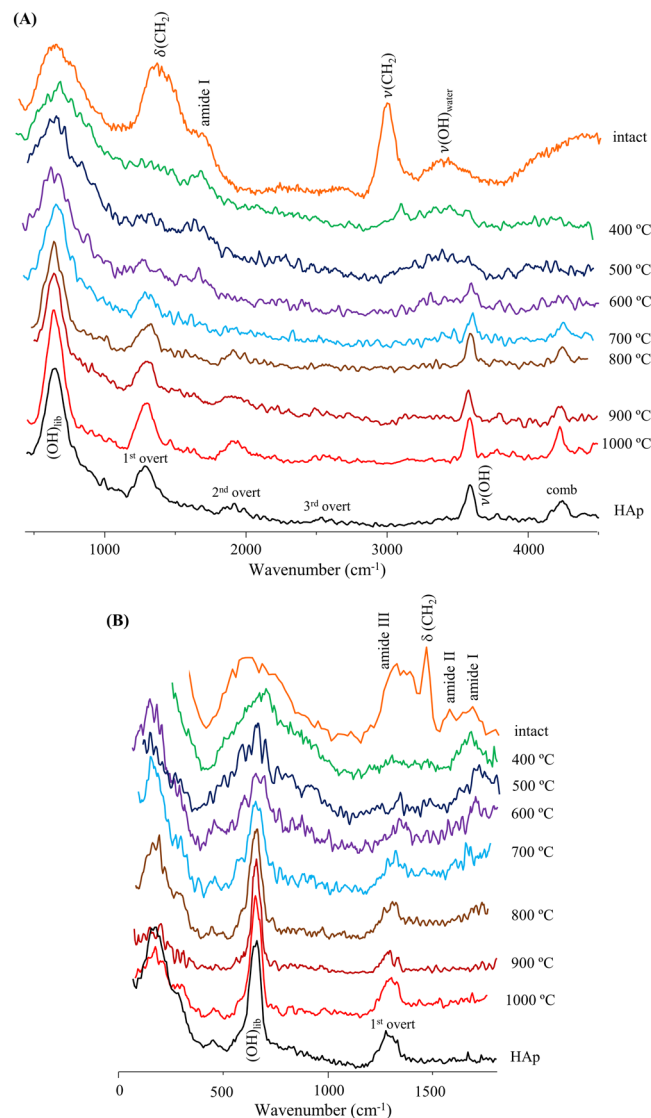 (A)
δ(CH2)
amide I
ν(CH2)
ν(OH)water
intact
400 ºC
500 ºC
600 ºC
700 ºC
800 ºC
900 ºC
1000 ºC
(OH)lib
1st overt
2nd overt
3rd overt
ν(OH)
comb
HAp
1000 2000 3000 4000
Wavenumber (cm-1)
(B)
amide III
δ (CH2)
amide II
amide I
intact
400 ºC
500 ºC
600 ºC
700 ºC
800 ºC
900 ºC
1000 ºC
(OH)lib
1st overt
HAp
0 500 1000 1500
Wavenumber (cm-1)